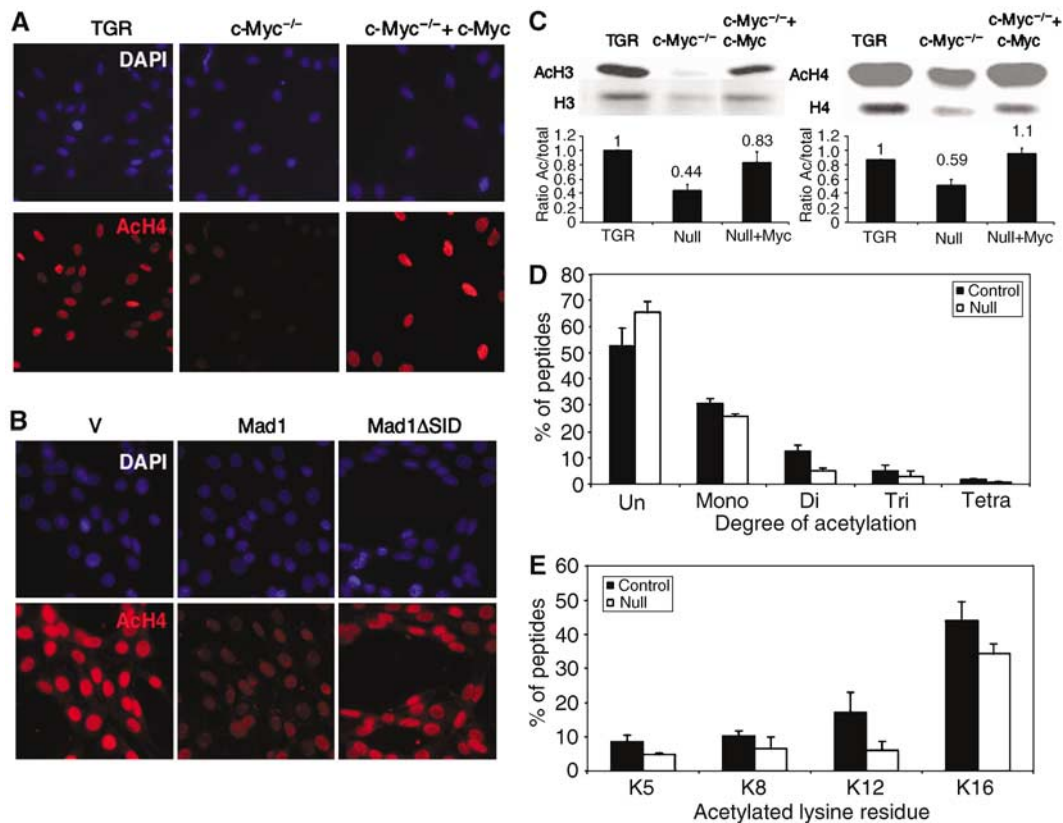 A
TGR
c-Myc⁻/⁻
c-Myc⁻/⁻+ c-Myc
DAPI
AcH4
B
V
Mad1
Mad1ΔSID
DAPI
AcH4
C
TGR
c-Myc⁻/⁻
c-Myc⁻/⁻+
c-Myc
AcH3
H3
Ratio Ac/total
1.2
1.0
0.8
0.6
0.4
0.2
0
1
0.44
0.83
TGR
Null
Null+Myc
TGR
c-Myc⁻/⁻
c-Myc⁻/⁻+
c-Myc
AcH4
H4
Ratio Ac/total
1.2
1.0
0.8
0.6
0.4
0.2
0
1
0.59
1.1
TGR
Null
Null+Myc
D
% of peptides
80
70
60
50
40
30
20
10
0
Control
Null
Un
Mono
Di
Tri
Tetra
Degree of acetylation
E
% of peptides
60
50
40
30
20
10
0
Control
Null
K5
K8
K12
K16
Acetylated lysine residue